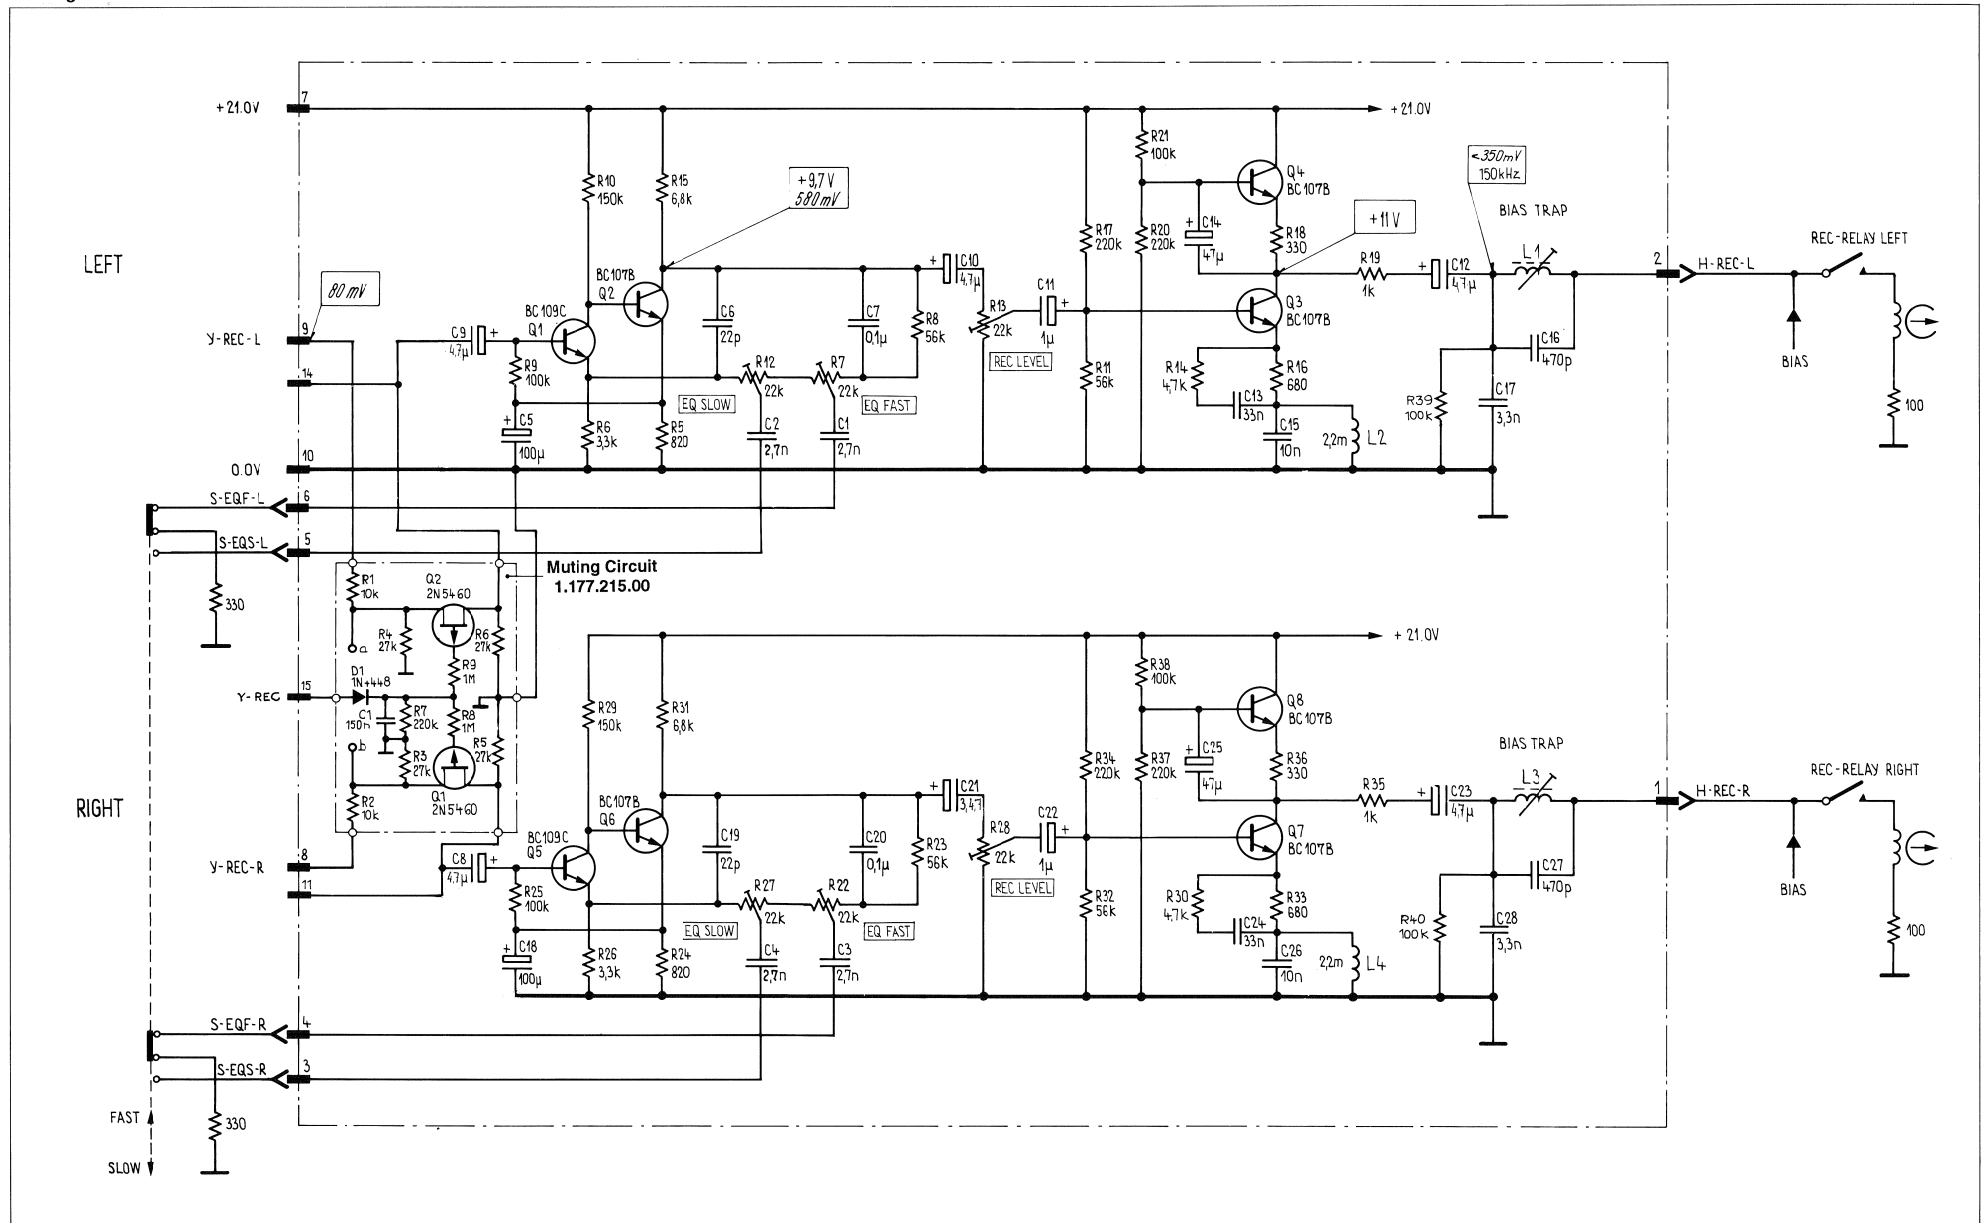 +21.0V
7
+21.0V
R10
150k
R15
6,8k
+9,7V
580mV
R21
100k
Q4
BC107B
<350mV
150kHz
BIAS TRAP
L1
LEFT
80mV
R17
220k
R20
220k
+
C14
47µ
R18
330
+11V
R19
1k
+
C12
4,7µ
2
H-REC-L
REC-RELAY LEFT
BC107B
Q2
+
C10
4,7µ
Y-REC-L
9
14
C9
4,7µ
+
BC109C
Q1
R9
100k
C6
22p
C7
0,1µ
R8
56k
R13
22k
REC LEVEL
C11
+
1µ
Q3
BC107B
C16
470p
BIAS
R12
22k
R7
22k
EQ SLOW
EQ FAST
R11
56k
R14
4,7k
R16
680
C13
33n
+
C5
100µ
R6
3,3k
R5
820
C2
2,7n
C1
2,7n
C15
10n
2,2m
L2
R39
100k
C17
3,3n
100
0.0V
10
S-EQF-L
6
S-EQS-L
5
330
Muting Circuit
1.177.215.00
R1
10k
Q2
2N5460
R4
27k
R6
27k
a
R9
1M
D1
1N4448
Y-REC
15
C1
150n
R7
220k
R8
1M
b
R3
27k
R5
27k
R2
10k
Q1
2N5460
+21.0V
R29
150k
R31
6,8k
R38
100k
Q8
BC107B
BIAS TRAP
L3
RIGHT
R34
220k
R37
220k
+
C25
47µ
R36
330
R35
1k
+
C23
4,7µ
1
H-REC-R
REC-RELAY RIGHT
BC107B
Q6
+
C21
3,4,7
Y-REC-R
8
11
C8
4,7µ
+
BC109C
Q5
R25
100k
C19
22p
C20
0,1µ
R23
56k
R28
22k
REC LEVEL
C22
+
1µ
Q7
BC107B
C27
470p
BIAS
R27
22k
R22
22k
EQ SLOW
EQ FAST
R32
56k
R30
4,7k
R33
680
C24
33n
+
C18
100µ
R26
3,3k
R24
820
C4
2,7n
C3
2,7n
C26
10n
2,2m
L4
R40
100k
C28
3,3n
100
S-EQF-R
4
S-EQS-R
3
FAST
SLOW
330